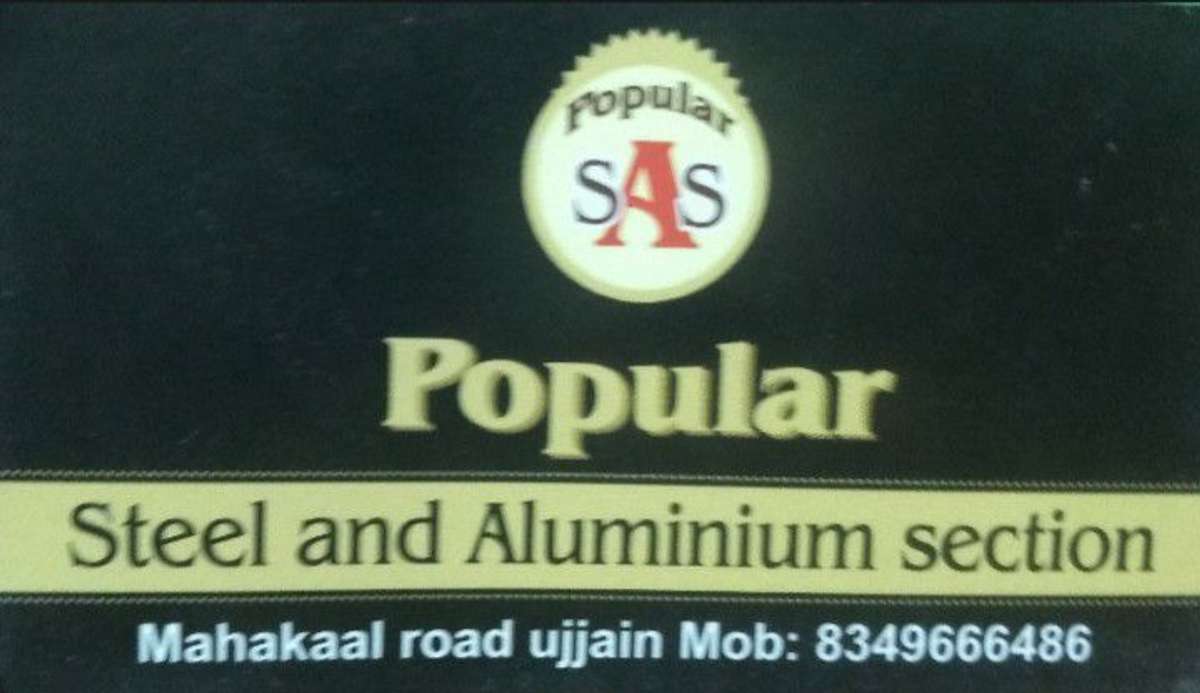 Popular
SAS
Popular
Steel and Aluminium section
Mahakaal road ujjain Mob: 8349666486